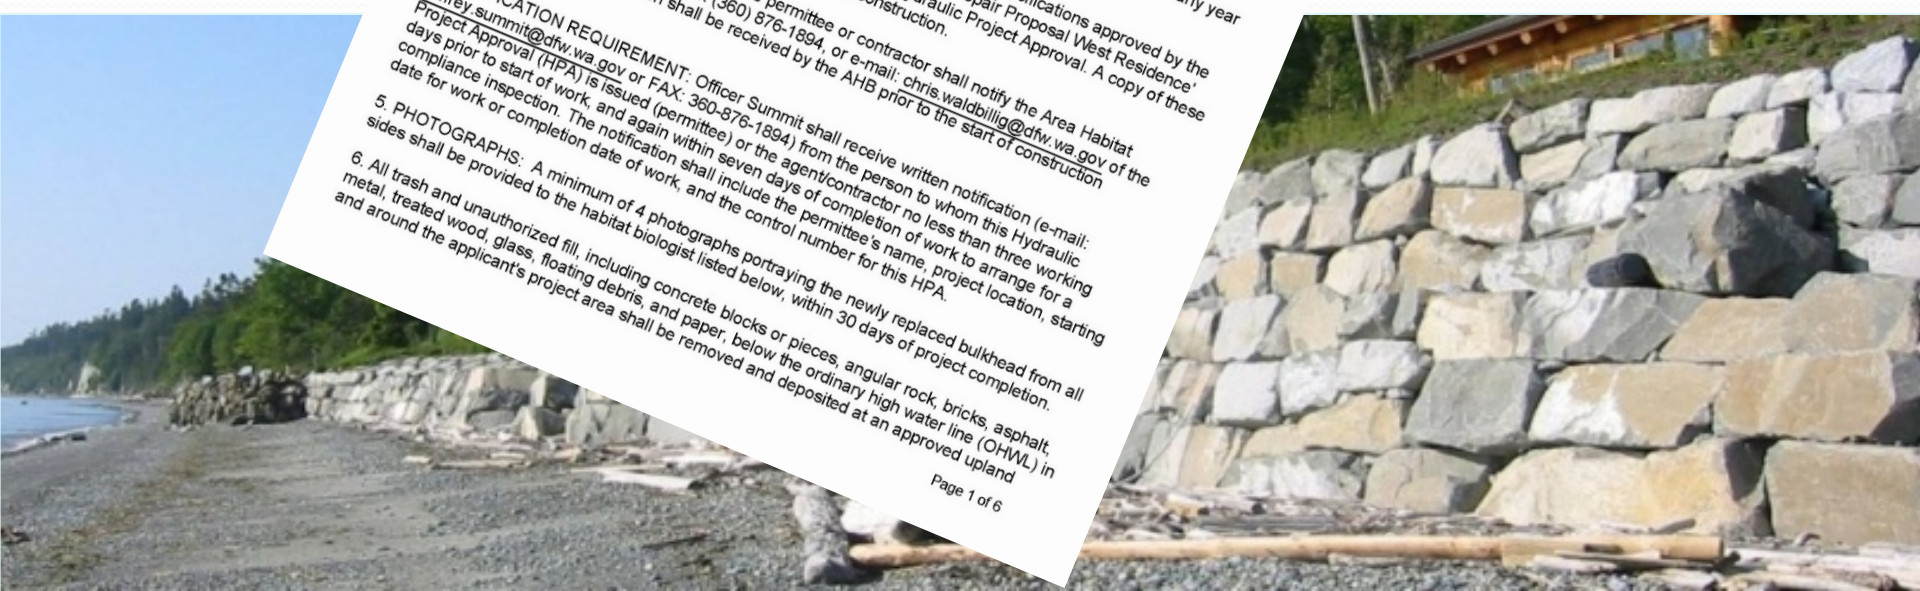 year
approved by the
Proposal West Residence'
Project Approval. A copy of these
permittee or contractor shall notify the Area Habitat
(360) 876-1894, or e-mail: chris.waldbillig@dfw.wa.gov of the
shall be received by the AHB prior to the start of construction
REQUIREMENT: Officer Summit shall receive written notification (e-mail:
frey.summit@dfw.wa.gov or FAX: 360-876-1894) from the person to whom this Hydraulic
Project Approval (HPA) is issued (permittee) or the agent/contractor no less than three working
days prior to start of work, and again within seven days of completion of work to arrange for a
compliance inspection. The notification shall include the permittee's name, project location, starting
date for work or completion date of work, and the control number for this HPA.
5. PHOTOGRAPHS: A minimum of 4 photographs portraying the newly replaced bulkhead from all
sides shall be provided to the habitat biologist listed below, within 30 days of project completion.
6. All trash and unauthorized fill, including concrete blocks or pieces, angular rock, bricks, asphalt,
metal, treated wood, glass, floating debris, and paper, below the ordinary high water line (OHWL) in
and around the applicant's project area shall be removed and deposited at an approved upland
Page 1 of 6